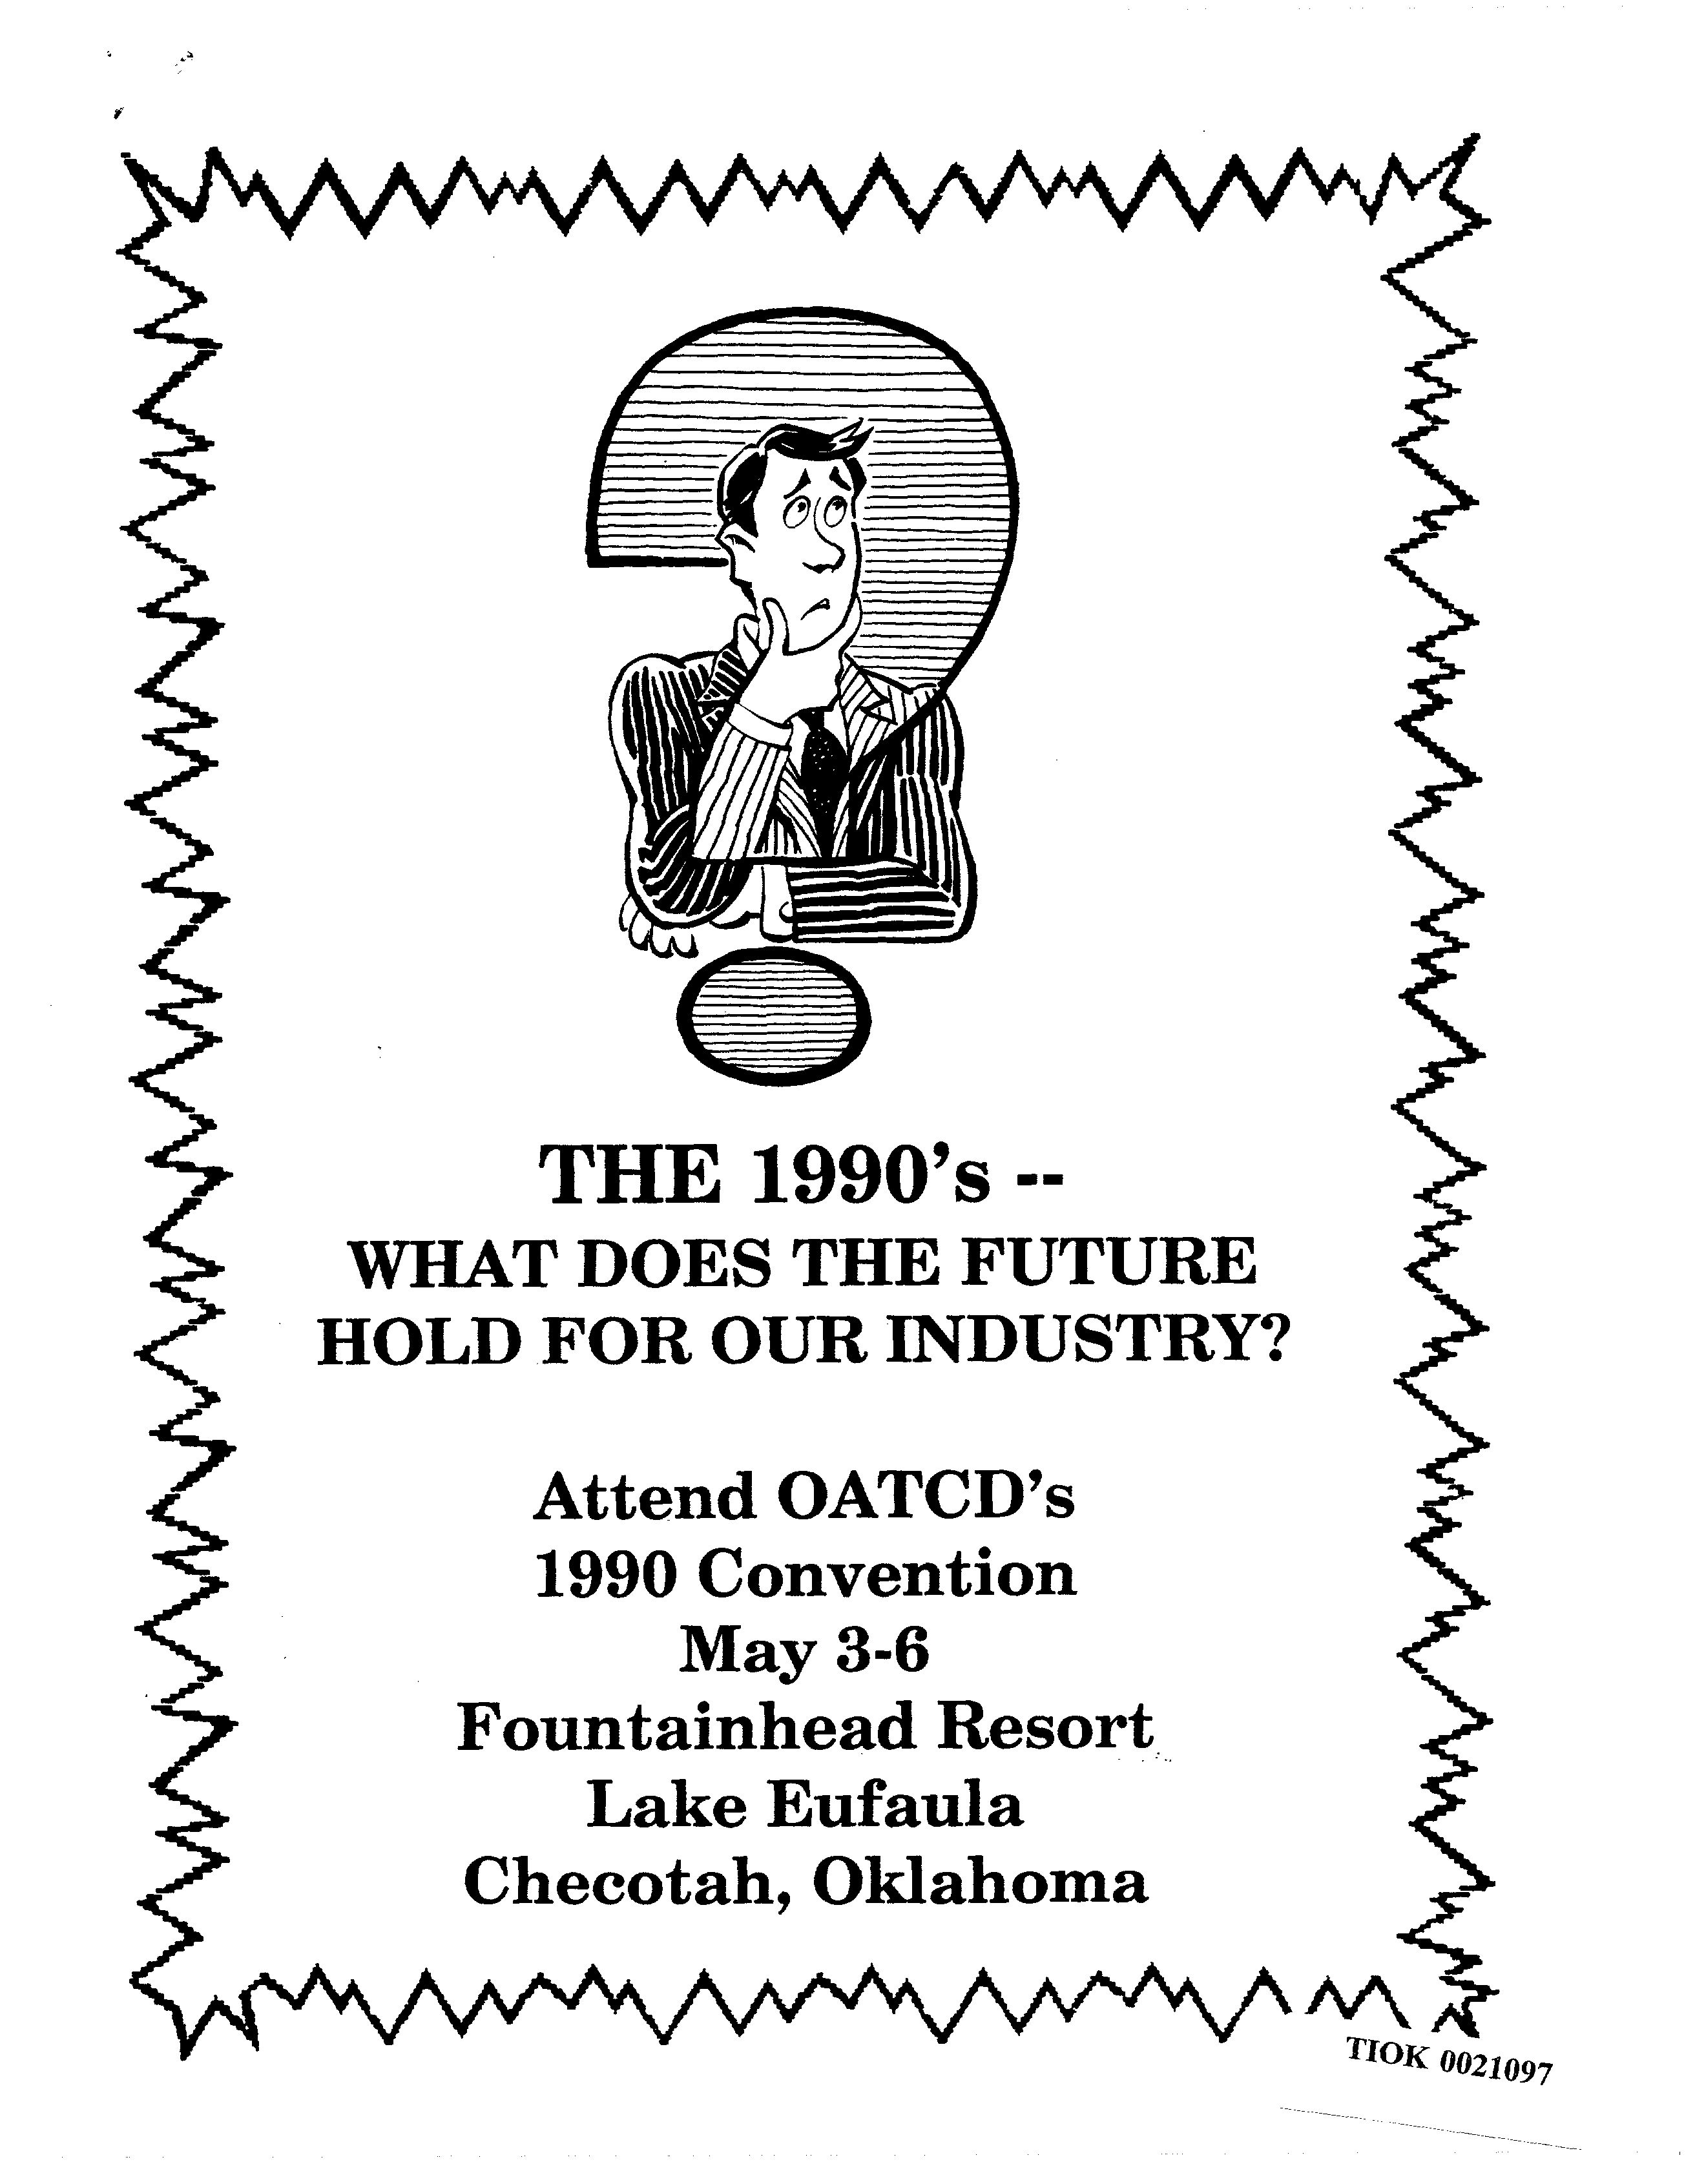 THE 1990's --
WHAT DOES THE FUTURE
HOLD FOR OUR INDUSTRY?
Attend OATCD's
1990 Convention
May 3-6
Fountainhead Resort
Lake Eufaula
Checotah, Oklahoma
TIOK 0021097